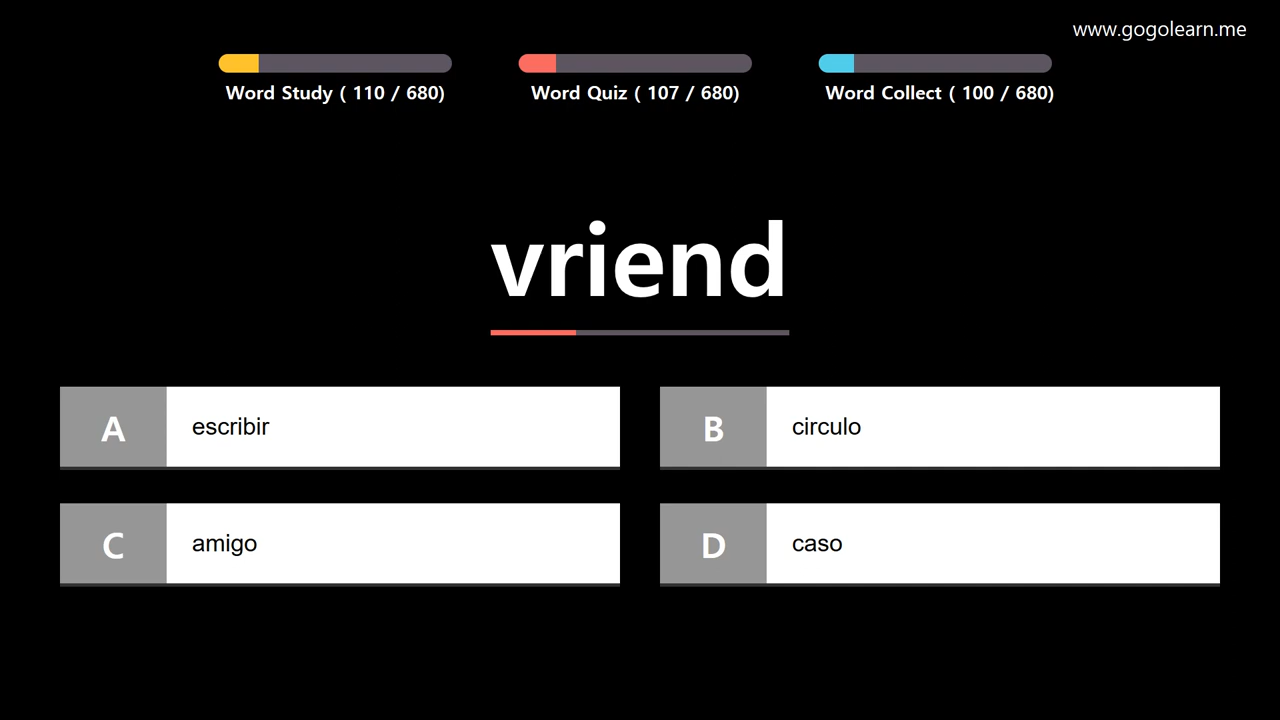 www.gogolearn.me
Word Study ( 110 / 680)
Word Quiz ( 107 / 680)
Word Collect ( 100 / 680)
vriend
A escribir
B circulo
C amigo
D caso